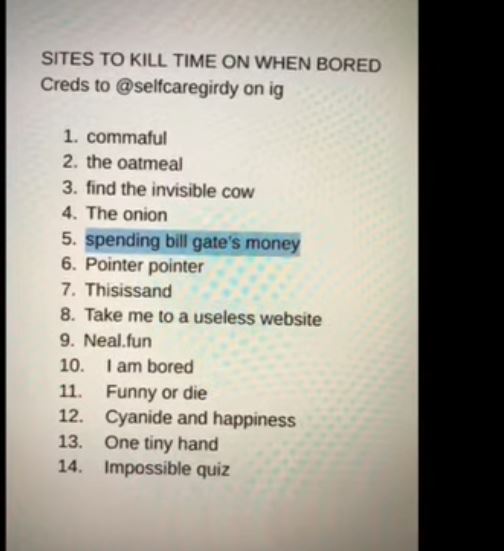 SITES TO KILL TIME ON WHEN BORED
Creds to @selfcaregirdy on ig
1. commaful
2. the oatmeal
3. find the invisible cow
4. The onion
5. spending bill gate's money
6. Pointer pointer
7. Thisissand
8. Take me to a useless website
9. Neal.fun
10. I am bored
11. Funny or die
12. Cyanide and happiness
13. One tiny hand
14. Impossible quiz